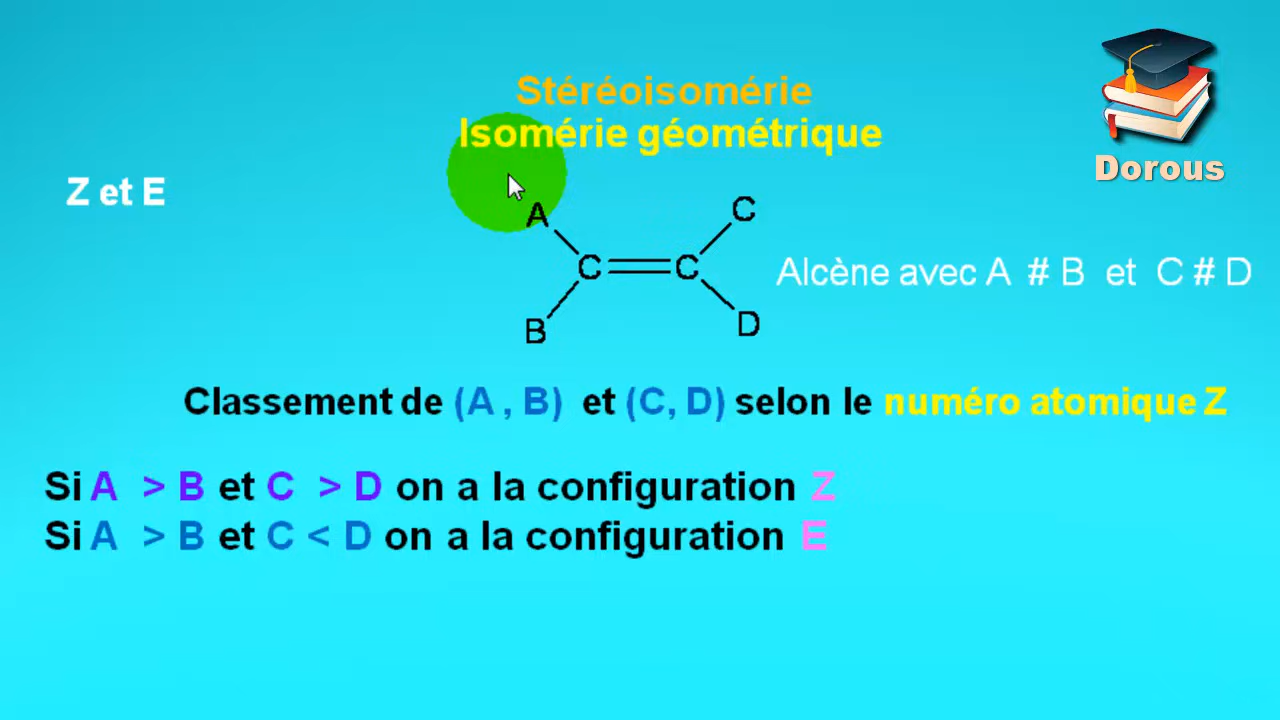 Stéréoisomérie
Isomérie géométrique
Dorous
Z et E
A
C
C
C
B
D
Alcène avec A # B et C # D
Classement de (A , B) et (C, D) selon le numéro atomique Z
Si A > B et C > D on a la configuration Z
Si A > B et C < D on a la configuration E